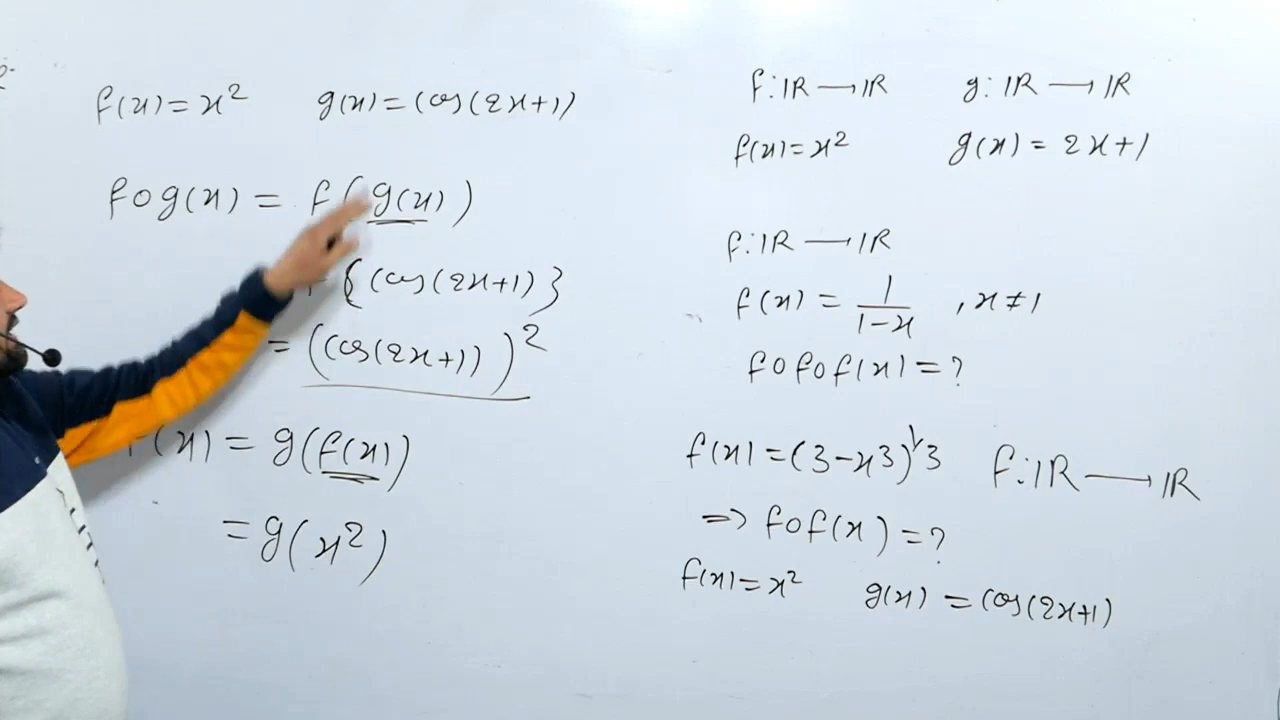 f(x) = x² g(x) = cos(2x+1)
fog(x) = f(g(x))
{cos(2x+1)}
= (cos(2x+1))²
(x) = g(f(x))
= g(x²)
f:IR → IR g: IR → IR
f(x) = x² g(x) = 2x+1
f:IR → IR
f(x) = 1/(1-x) , x ≠ 1
fofof(x) = ?
f(x) = (3-x3)^1/3 f:IR → IR
=> fof(x) = ?
f(x) = x² g(x) = cos(2x+1)